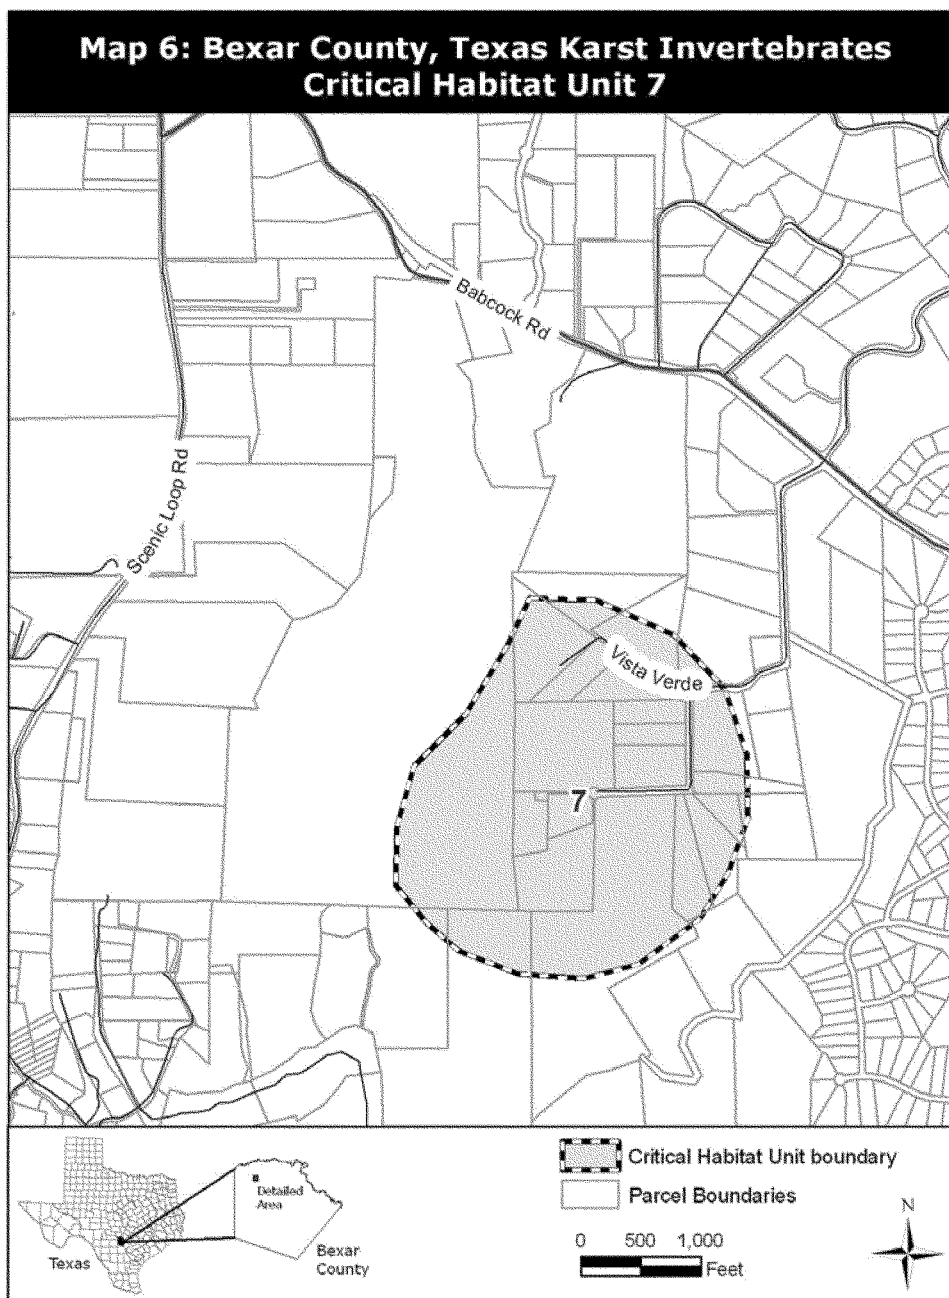 Map 6: Bexar County, Texas Karst Invertebrates
Critical Habitat Unit 7
Babcock Rd
Scenic Loop Rd
Vista Verde
7
Texas
Detailed
Area
Bexar
County
Critical Habitat Unit boundary
Parcel Boundaries
0 500 1,000
Feet
N